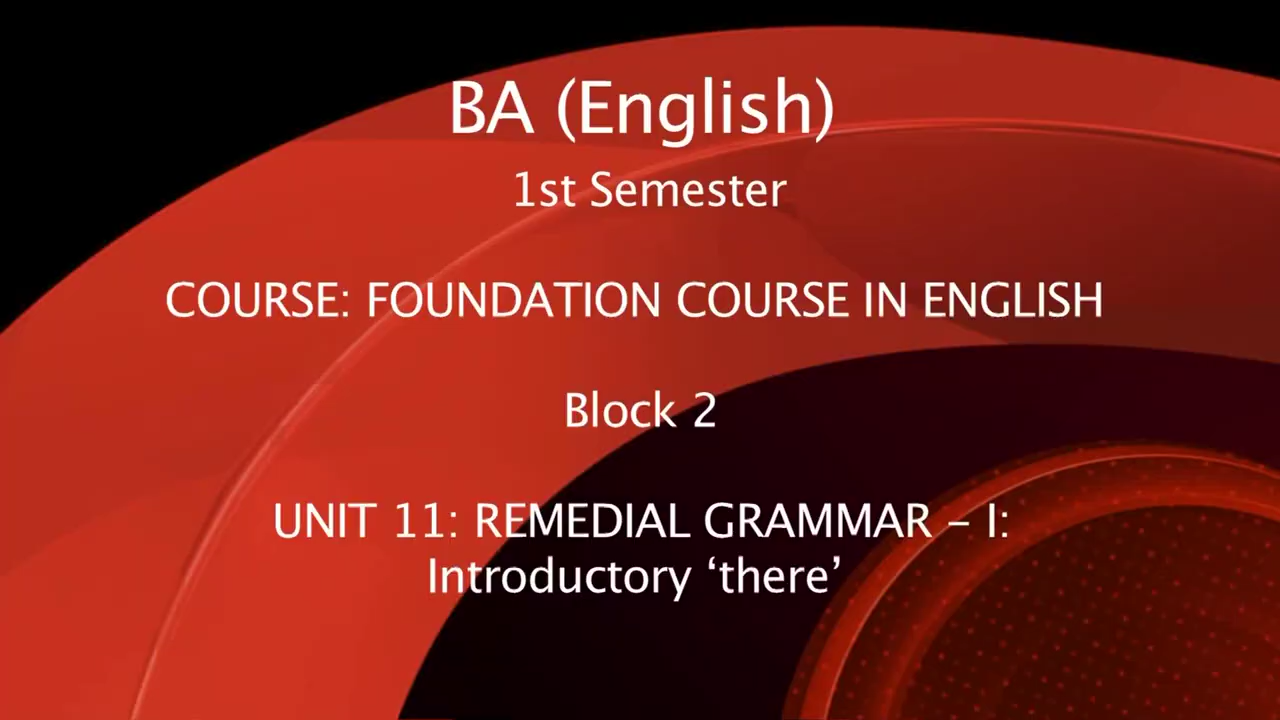 BA (English)
1st Semester
COURSE: FOUNDATION COURSE IN ENGLISH
Block 2
UNIT 11: REMEDIAL GRAMMAR – I:
Introductory ‘there’